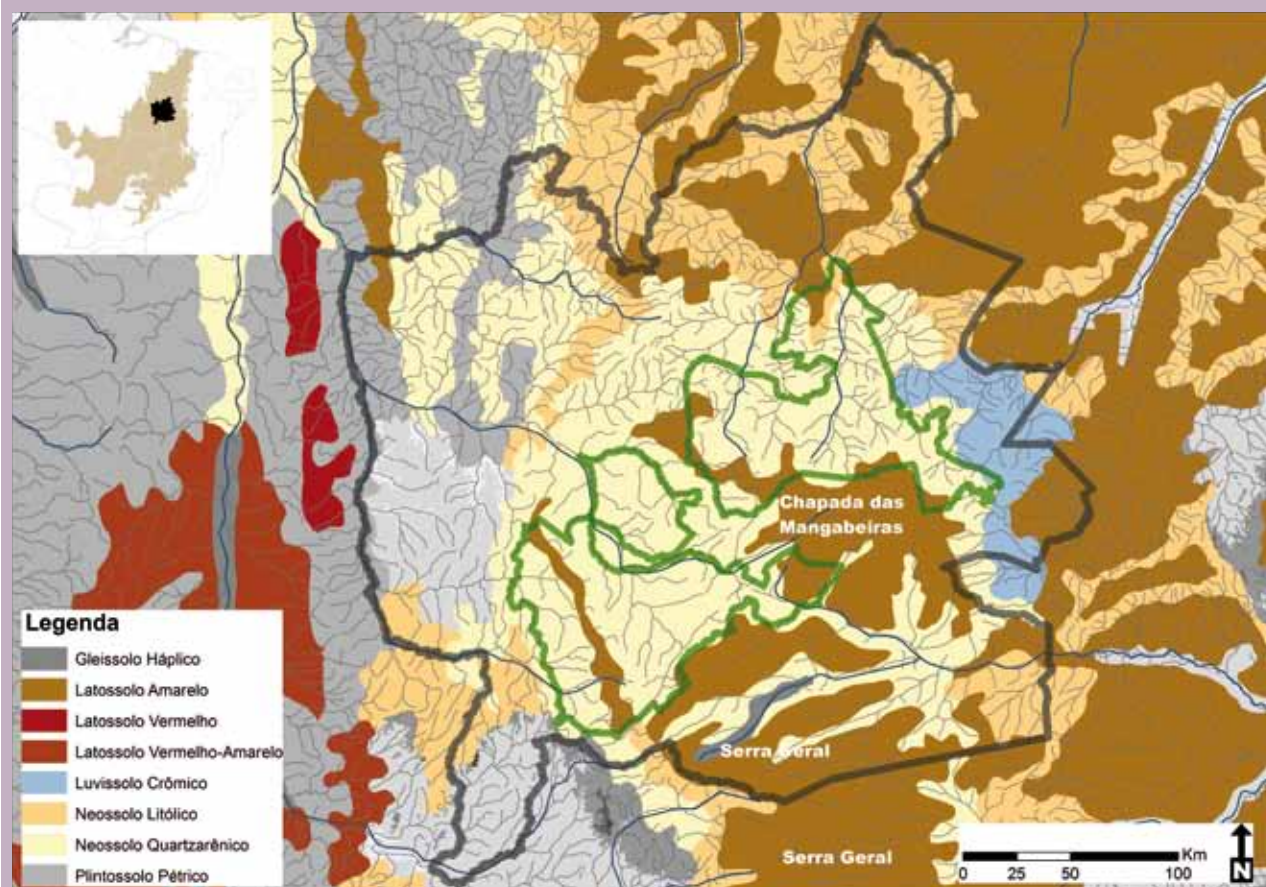 Chapada das
Mangabeiras
Serra Geral
Serra Geral
Legenda
Gleissolo Háplico
Latossolo Amarelo
Latossolo Vermelho
Latossolo Vermelho-Amarelo
Luvissolo Crômico
Neossolo Litólico
Neossolo Quartzarênico
Plintossolo Pétrico
Km
0 25 50 100
N